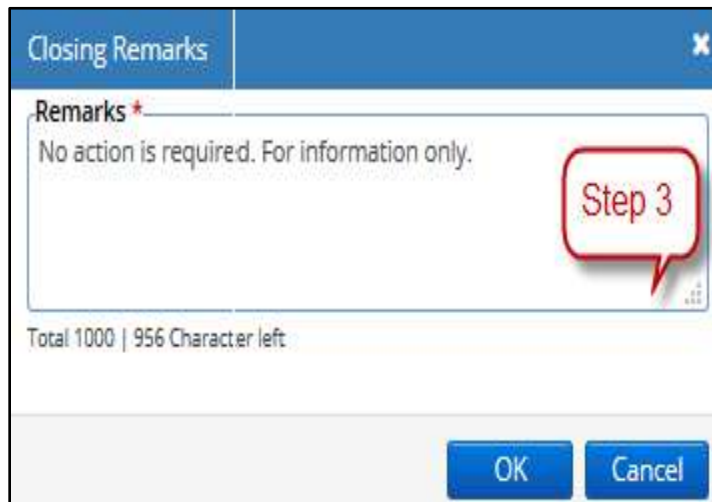 Closing Remarks
Remarks *
No action is required. For information only.
Step 3
Total 1000 | 956 Character left
OK Cancel